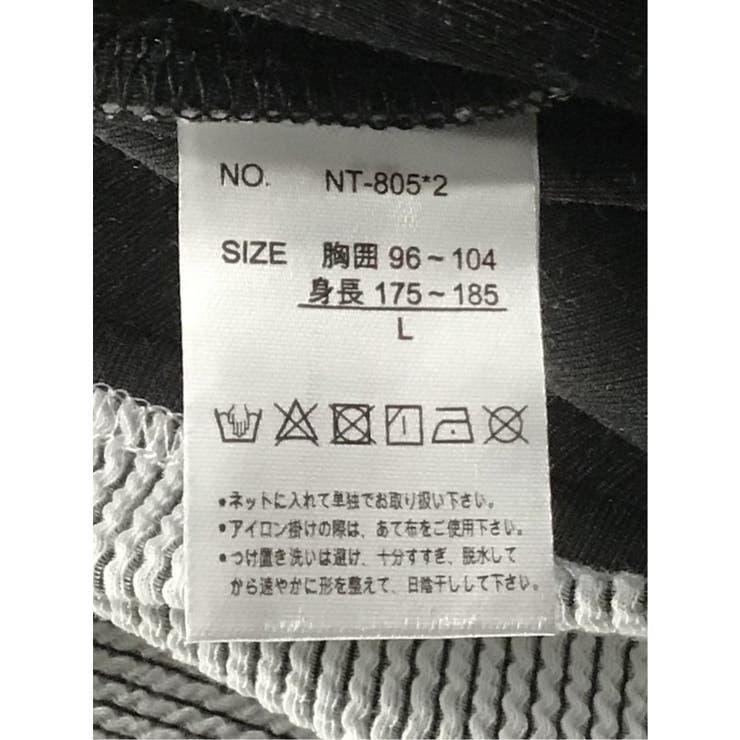 NO. NT-805*2
SIZE 胸囲 96～104
身長 175～185
L
•ネットに入れて単独でお取り扱い下さい。
•アイロン掛けの際は、あて布をご使用下さい。
•つけ置き洗いは避け、十分すすぎ、脱水して
から速やかに形を整えて、日陰干しして下さい。